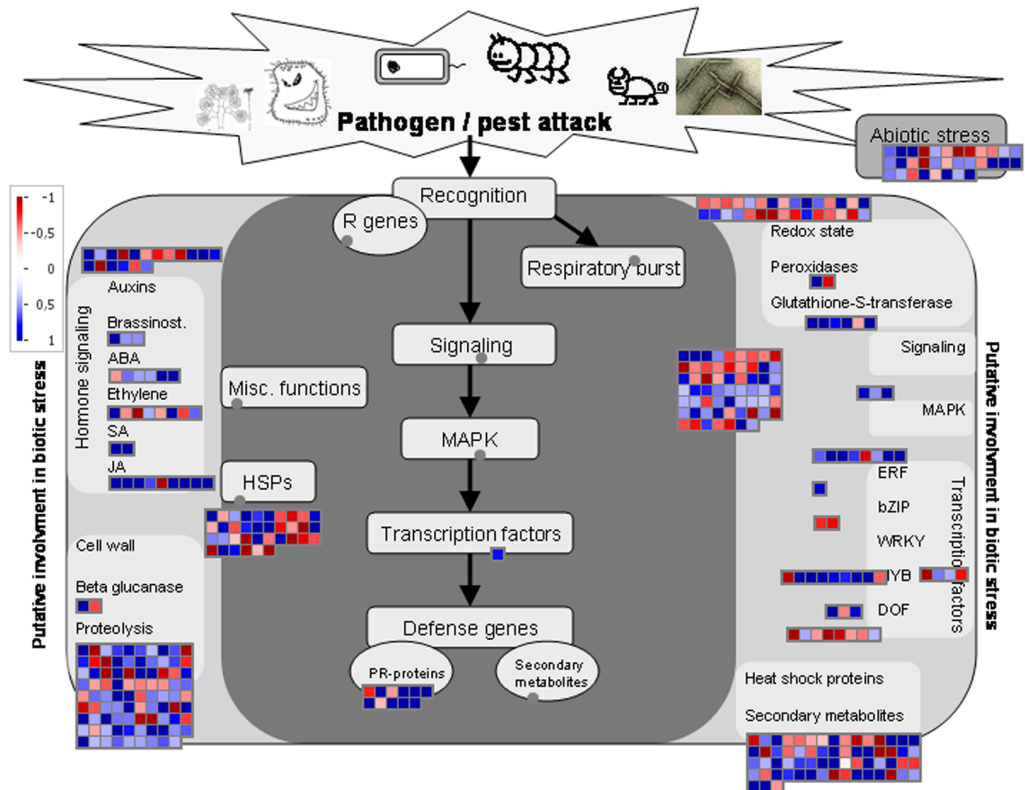 Pathogen / pest attack
Abiotic stress
Recognition
R genes
Respiratory burst
-1
-0,5
0
0,5
1
Putative involvment in biotic stress
Hormone signaling
Auxins
Brassinost.
ABA
Ethylene
SA
JA
Cell wall
Beta glucanase
Proteolysis
Misc. functions
HSPs
Signaling
MAPK
Transcription factors
Defense genes
PR-proteins
Secondary
metabolites
Redox state
Peroxidases
Glutathione-S-transferase
Signaling
MAPK
ERF
bZIP
WRKY
MYB
DOF
Transcription factors
Heat shock proteins
Secondary metabolites
Putative involvment in biotic stress